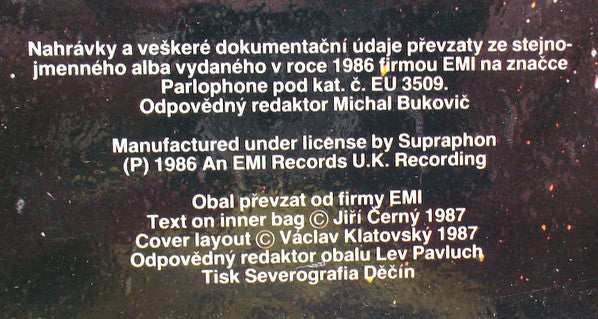 Nahrávky a veškeré dokumentační údaje převzaty ze stejno-
jmenného alba vydaného v roce 1986 firmou EMI na značce
Parlophone pod kat. č. EU 3509.
Odpovědný redaktor Michal Bukovič
Manufactured under license by Supraphon
(P) 1986 An EMI Records U.K. Recording
Obal převzat od firmy EMI
Text on inner bag © Jiří Černý 1987
Cover layout © Václav Klatovský 1987
Odpovědný redaktor obalu Lev Pavluch
Tisk Severografia Děčín